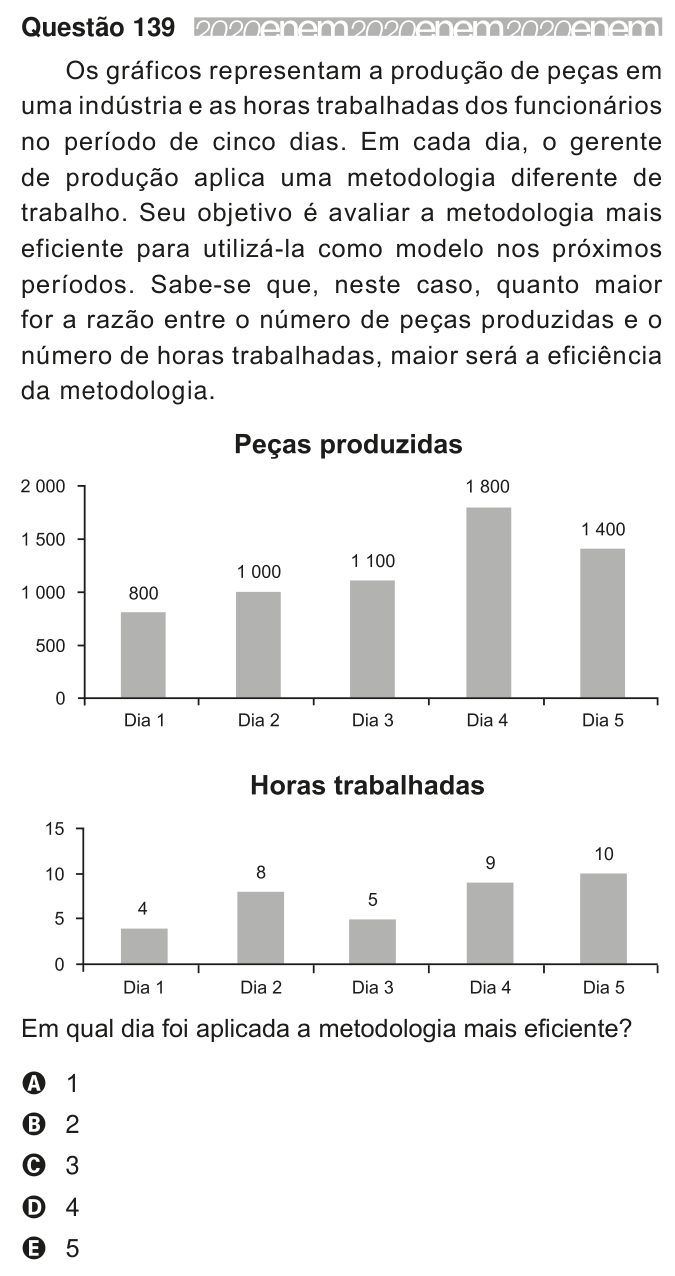 Questão 139 2020enem2020enem2020enem
Os gráficos representam a produção de peças em
uma indústria e as horas trabalhadas dos funcionários
no período de cinco dias. Em cada dia, o gerente
de produção aplica uma metodologia diferente de
trabalho. Seu objetivo é avaliar a metodologia mais
eficiente para utilizá-la como modelo nos próximos
períodos. Sabe-se que, neste caso, quanto maior
for a razão entre o número de peças produzidas e o
número de horas trabalhadas, maior será a eficiência
da metodologia.
Peças produzidas
2 000
1 500
1 000
500
0
800
1 000
1 100
1 800
1 400
Dia 1 Dia 2 Dia 3 Dia 4 Dia 5
Horas trabalhadas
15
10
5
0
4
8
5
9
10
Dia 1 Dia 2 Dia 3 Dia 4 Dia 5
Em qual dia foi aplicada a metodologia mais eficiente?
A 1
B 2
C 3
D 4
E 5